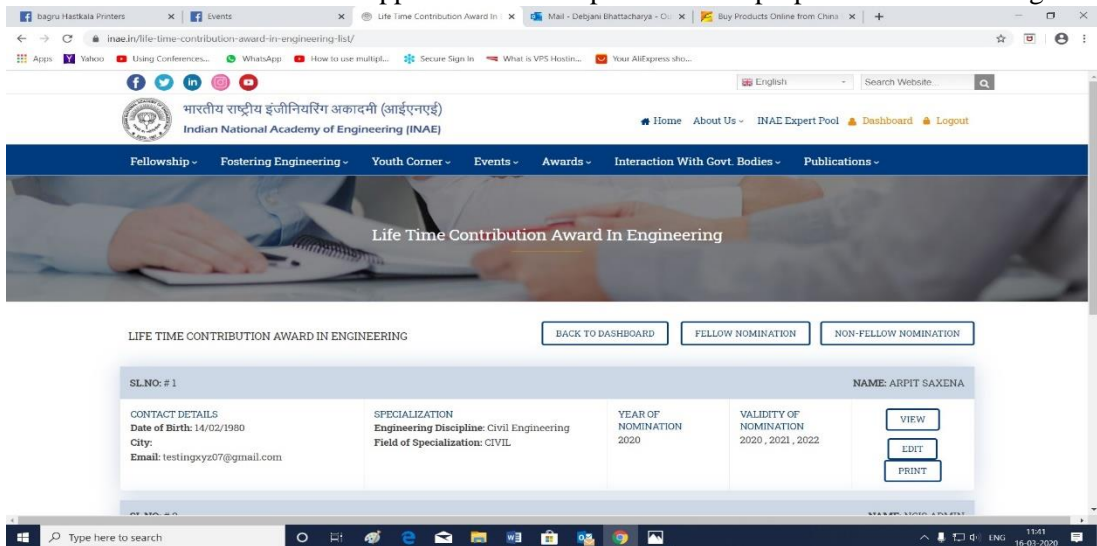 bagru Hastkala Printers
Events
Life Time Contribution Award In
Mail - Debjani Bhattacharya - Ou
Buy Products Online from China
inae.in/life-time-contribution-award-in-engineering-list/
Apps Yahoo Using Conferences... WhatsApp How to use multipl... Secure Sign In What is VPS Hostin... Your AliExpress sho...
English Search Website...
भारतीय राष्ट्रीय इंजीनियरिंग अकादमी (आईएनएई)
Indian National Academy of Engineering (INAE)
Home About Us INAE Expert Pool Dashboard Logout
Fellowship Fostering Engineering Youth Corner Events Awards Interaction With Govt. Bodies Publications
Life Time Contribution Award In Engineering
LIFE TIME CONTRIBUTION AWARD IN ENGINEERING
BACK TO DASHBOARD FELLOW NOMINATION NON-FELLOW NOMINATION
SL.NO: # 1 NAME: ARPIT SAXENA
CONTACT DETAILS
Date of Birth: 14/02/1980
City:
Email: testingxyz07@gmail.com
SPECIALIZATION
Engineering Discipline: Civil Engineering
Field of Specialization: CIVIL
YEAR OF
NOMINATION
2020
VALIDITY OF
NOMINATION
2020 , 2021 , 2022
VIEW
EDIT
PRINT
Type here to search
ENG
11:41
16-03-2020